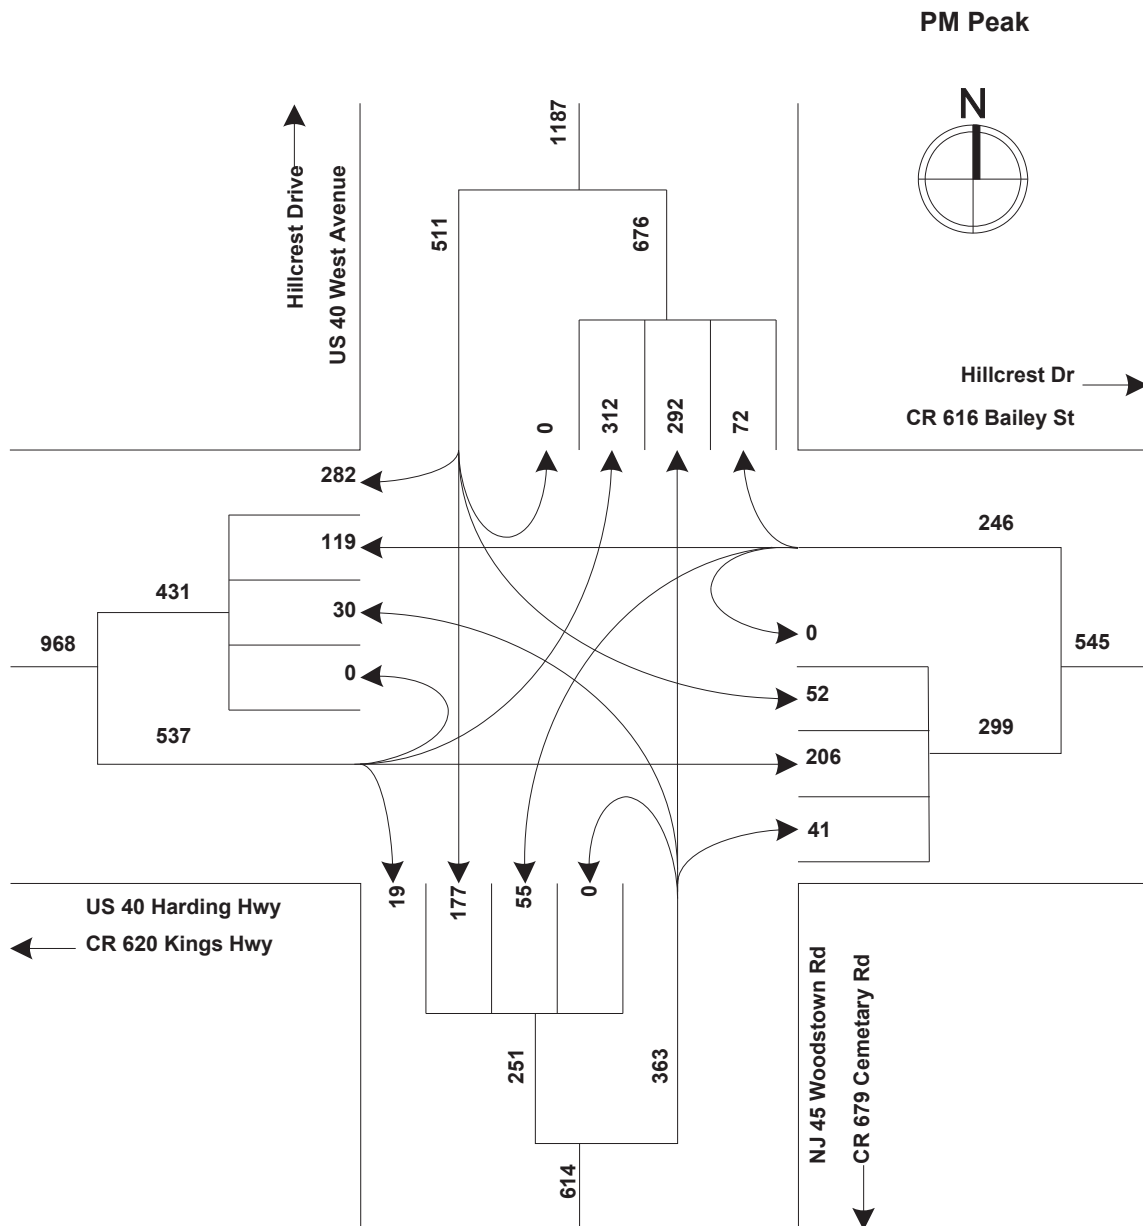 PM Peak
N
1187
Hillcrest Drive
US 40 West Avenue
511
676
Hillcrest Dr
CR 616 Bailey St
0
312
292
72
282
119
30
0
431
968
537
246
0
545
52
299
206
41
19
177
55
0
US 40 Harding Hwy
CR 620 Kings Hwy
251
363
614
NJ 45 Woodstown Rd
CR 679 Cemetary Rd